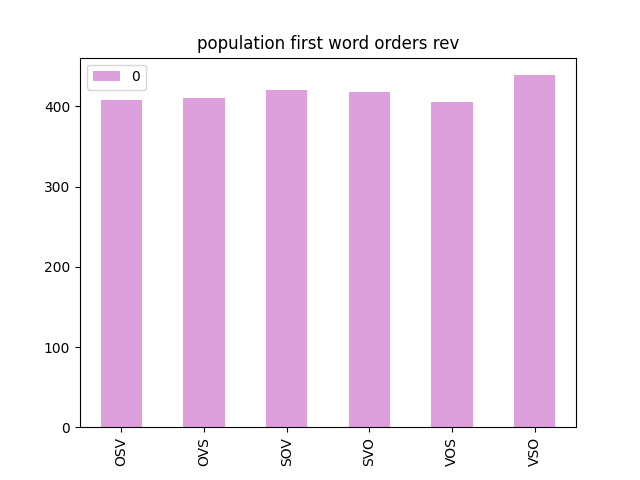 population first word orders rev
0
400
300
200
100
0
OSV
OVS
SOV
SVO
VOS
VSO